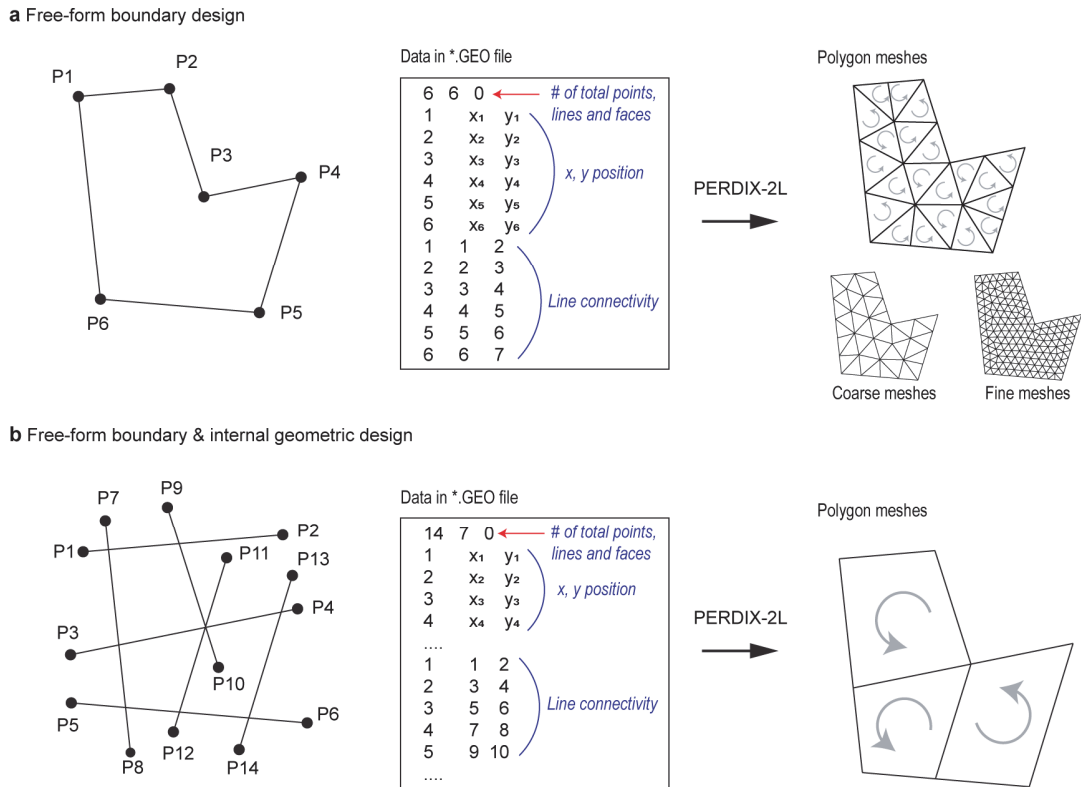 a Free-form boundary design
P1
P2
P3
P4
P5
P6
Data in *.GEO file
6 6 0
1 x₁ y₁
2 x₂ y₂
3 x₃ y₃
4 x₄ y₄
5 x₅ y₅
6 x₆ y₆
1 1 2
2 2 3
3 3 4
4 4 5
5 5 6
6 6 7
# of total points,
lines and faces
x, y position
Line connectivity
PERDIX-2L
Polygon meshes
Coarse meshes
Fine meshes
b Free-form boundary & internal geometric design
P7
P9
P1
P2
P11
P13
P3
P4
P10
P5
P6
P8
P12
P14
Data in *.GEO file
14 7 0
1 x₁ y₁
2 x₂ y₂
3 x₃ y₃
4 x₄ y₄
....
1 1 2
2 3 4
3 5 6
4 7 8
5 9 10
....
# of total points,
lines and faces
x, y position
Line connectivity
PERDIX-2L
Polygon meshes